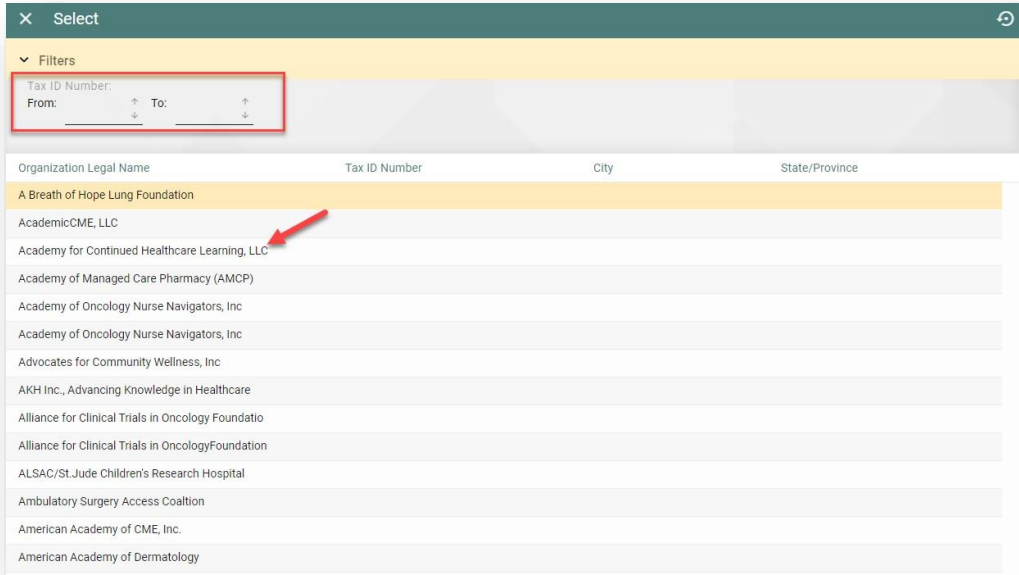 Select
Filters
Tax ID Number:
From: To:
Organization Legal Name Tax ID Number City State/Province
A Breath of Hope Lung Foundation
AcademicCME, LLC
Academy for Continued Healthcare Learning, LLC
Academy of Managed Care Pharmacy (AMCP)
Academy of Oncology Nurse Navigators, Inc
Academy of Oncology Nurse Navigators, Inc
Advocates for Community Wellness, Inc
AKH Inc., Advancing Knowledge in Healthcare
Alliance for Clinical Trials in Oncology Foundatio
Alliance for Clinical Trials in OncologyFoundation
ALSAC/St.Jude Children's Research Hospital
Ambulatory Surgery Access Coaltion
American Academy of CME, Inc.
American Academy of Dermatology